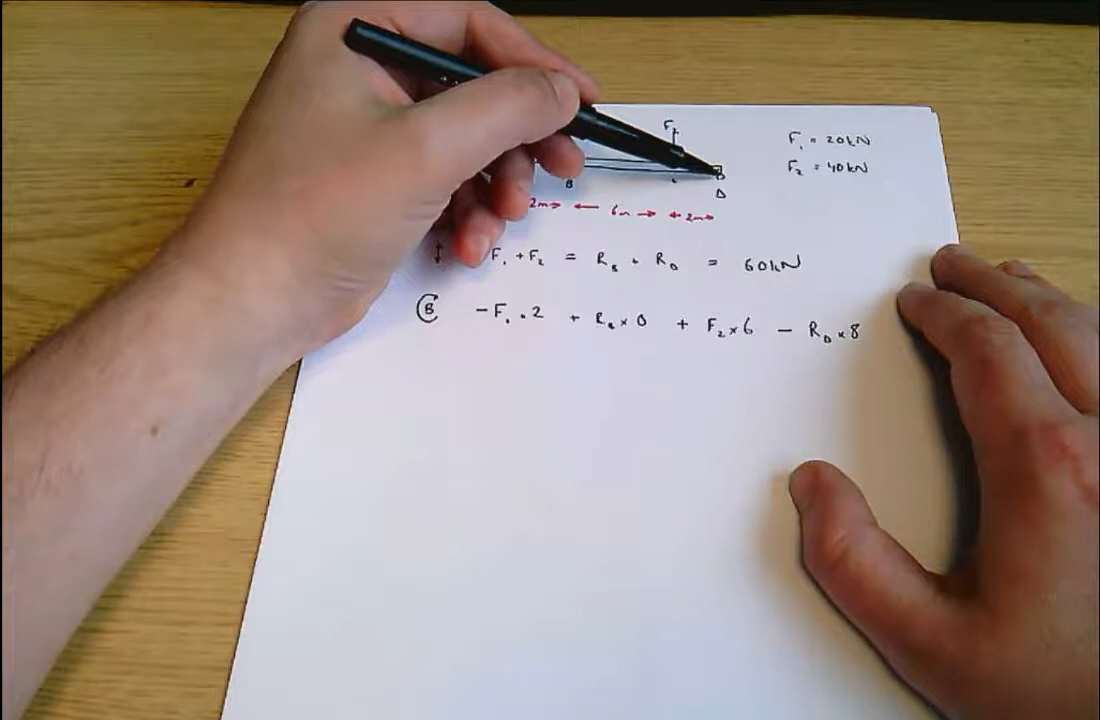 F₂
F₁ = 20kN
F₂ = 40kN
B
D
2m 6m 2m
F₁ + F₂ = R_B + R_D = 60kN
B -F₁ . 2 + R_B × 0 + F₂ × 6 - R_D × 8